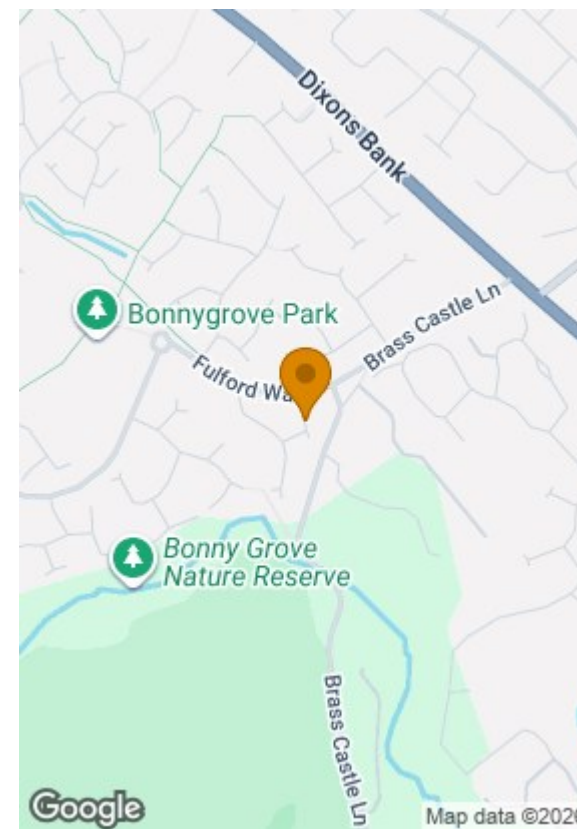 Dixons Bank
Bonnygrove Park
Brass Castle Ln
Fulford Wa
Bonny Grove
Nature Reserve
Brass Castle Ln
Google
Map data ©2026